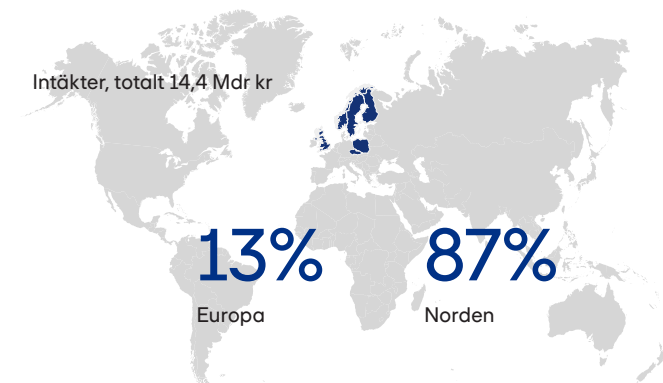 Intäkter, totalt 14,4 Mdr kr
13% 87%
Europa Norden